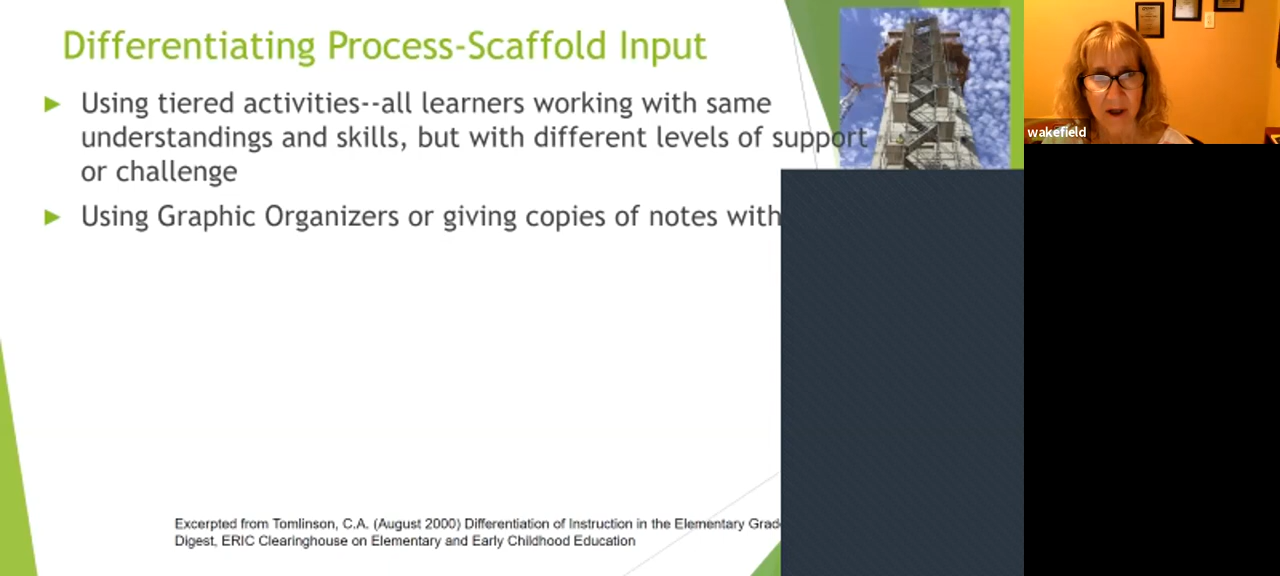 Differentiating Process-Scaffold Input
Using tiered activities--all learners working with same
understandings and skills, but with different levels of support
or challenge
Using Graphic Organizers or giving copies of notes with
Excerpted from Tomlinson, C.A. (August 2000) Differentiation of Instruction in the Elementary
Digest, ERIC Clearinghouse on Elementary and Early Childhood Education
wakefield